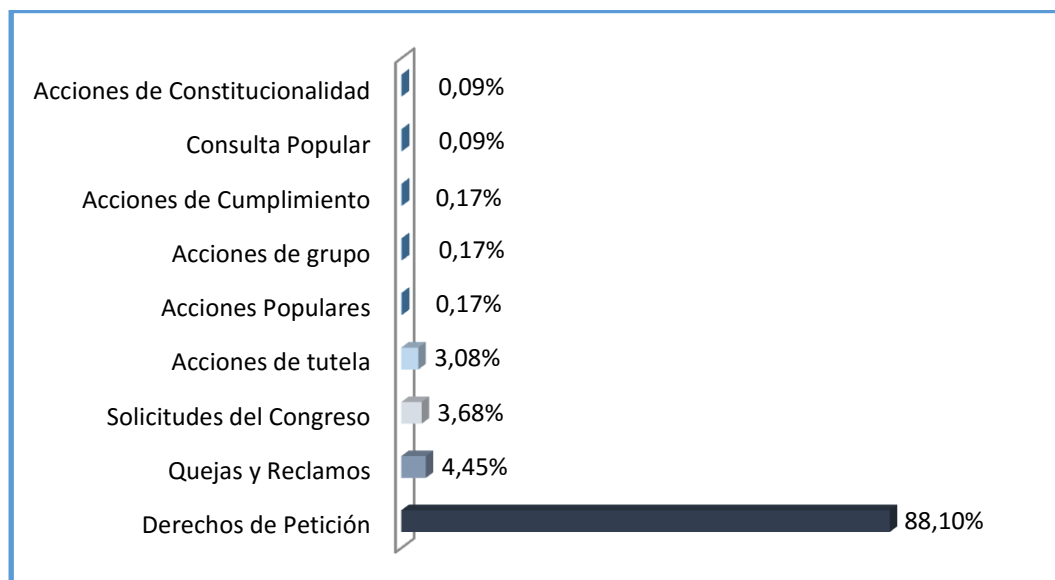 Acciones de Constitucionalidad 0,09%
Consulta Popular 0,09%
Acciones de Cumplimiento 0,17%
Acciones de grupo 0,17%
Acciones Populares 0,17%
Acciones de tutela 3,08%
Solicitudes del Congreso 3,68%
Quejas y Reclamos 4,45%
Derechos de Petición 88,10%